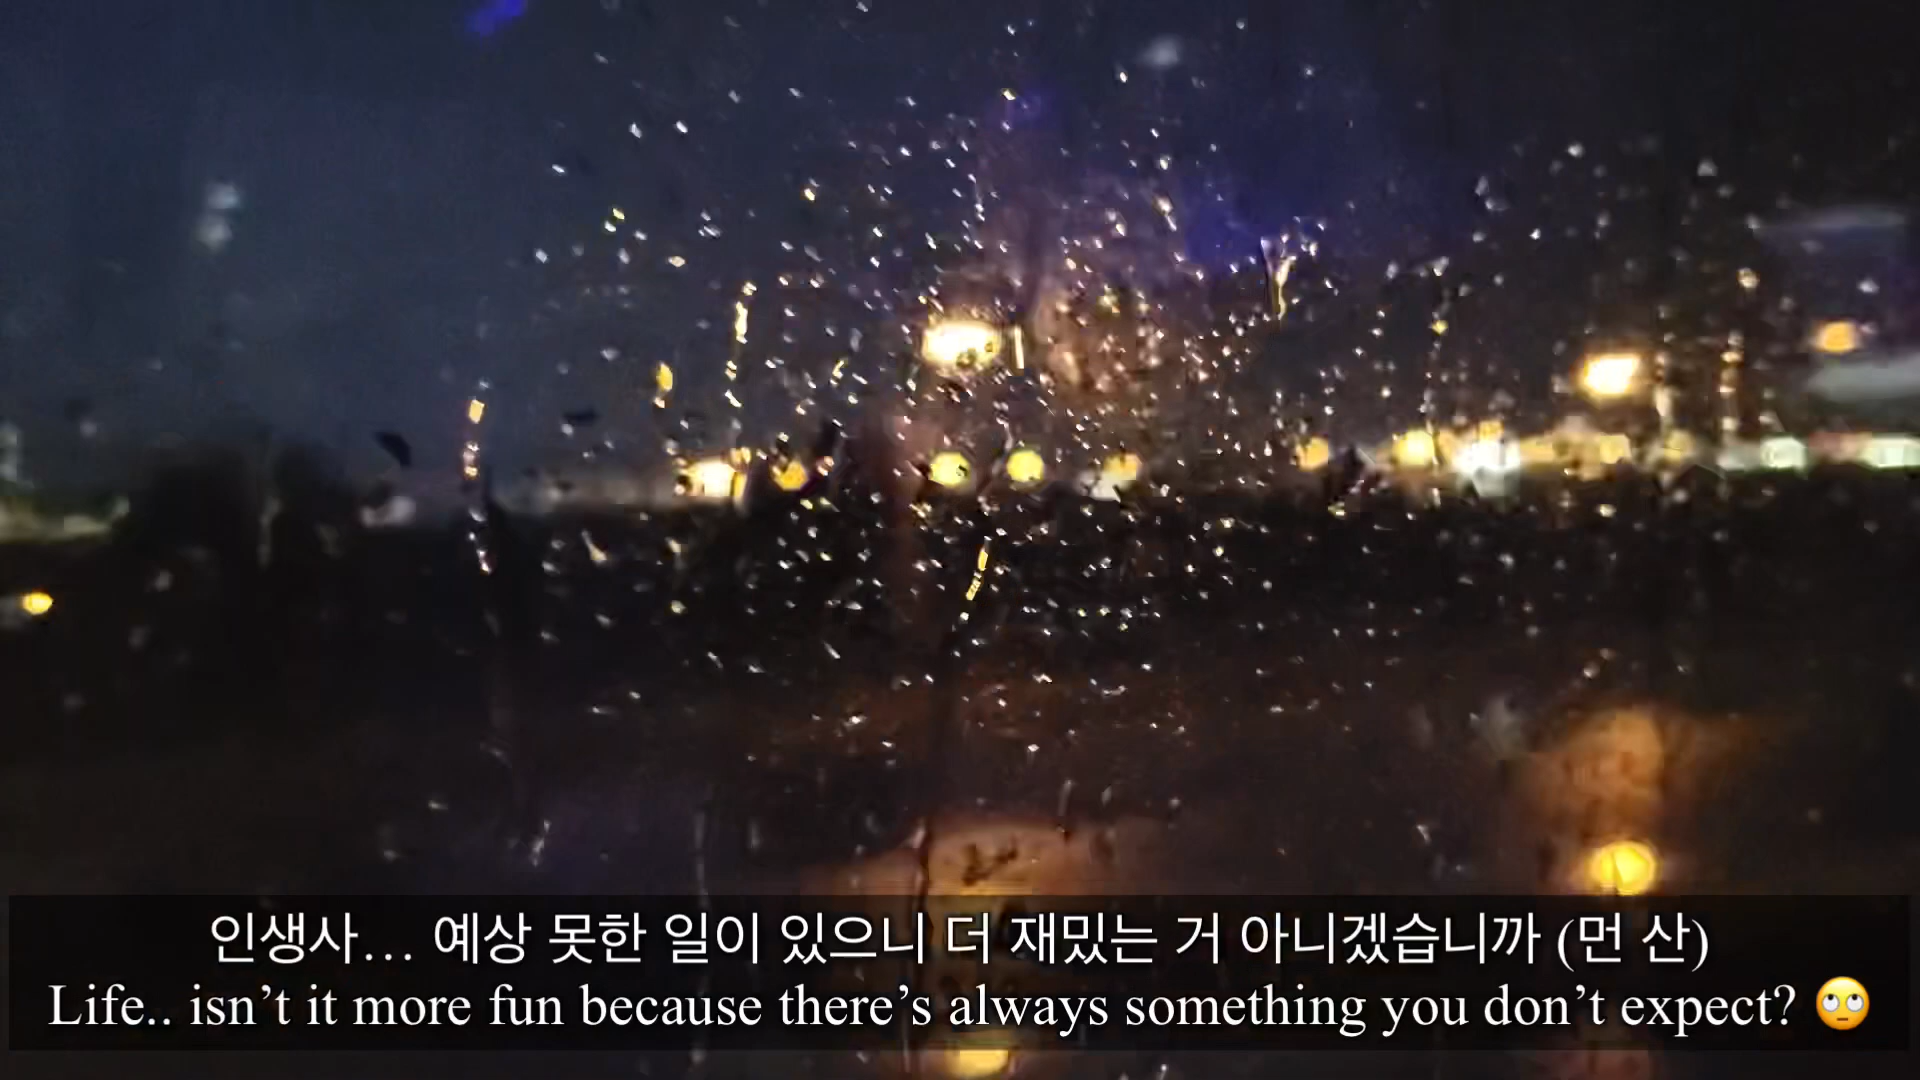 인생사… 예상 못한 일이 있으니 더 재밌는 거 아니겠습니까 (먼 산)
Life.. isn’t it more fun because there’s always something you don’t expect? 🙄